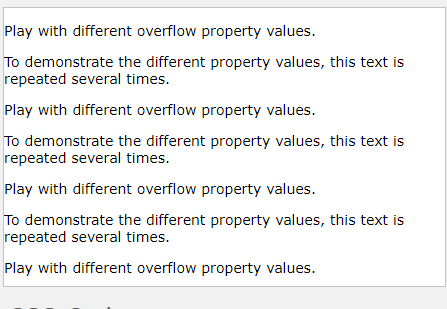 Play with different overflow property values.
To demonstrate the different property values, this text is
repeated several times.
Play with different overflow property values.
To demonstrate the different property values, this text is
repeated several times.
Play with different overflow property values.
To demonstrate the different property values, this text is
repeated several times.
Play with different overflow property values.